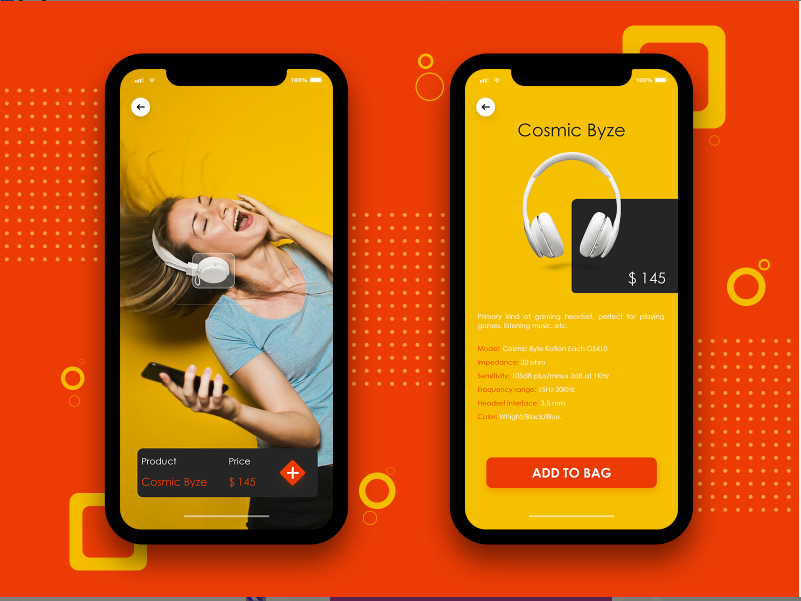 100%
Product
Price
Cosmic Byze
$ 145
100%
Cosmic Byze
$ 145
Primary kind of gaming headset, perfect for playing
games, listening music, etc.
Model: Cosmic Byte Kotion Each GS410
Impedance: 32 ohm
Sensitivity: 105dB plus/minus 3dB at 1KHz
Frequency range: 15Hz-20KHz
Headset interface: 3.5 mm
Color: Whight/Black/Blue.
ADD TO BAG